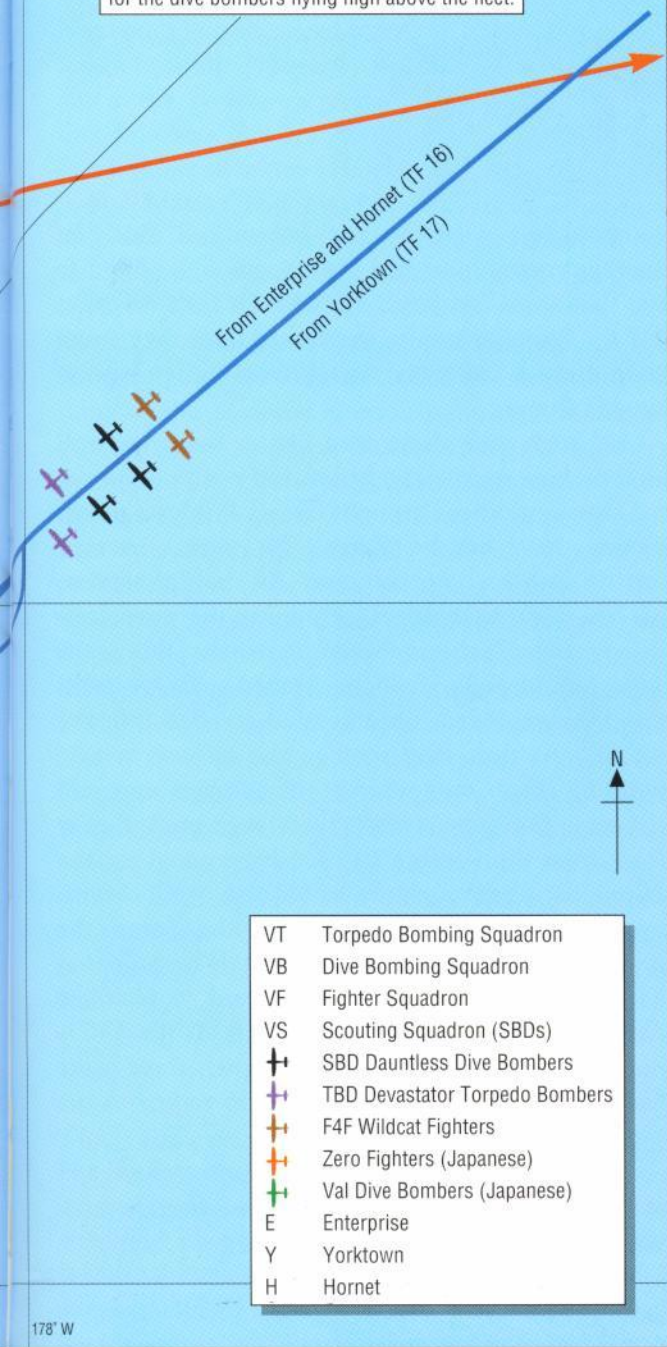 for the dive bombers flying high above the fleet.
From Enterprise and Hornet (TF 16)
From Yorktown (TF 17)
N
VT Torpedo Bombing Squadron
VB Dive Bombing Squadron
VF Fighter Squadron
VS Scouting Squadron (SBDs)
SBD Dauntless Dive Bombers
TBD Devastator Torpedo Bombers
F4F Wildcat Fighters
Zero Fighters (Japanese)
Val Dive Bombers (Japanese)
E Enterprise
Y Yorktown
H Hornet
178° W